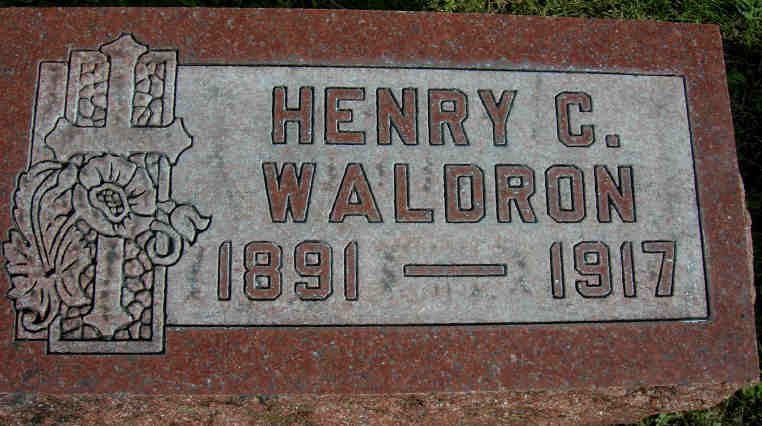 HENRY C.
WALDRON
1891 — 1917